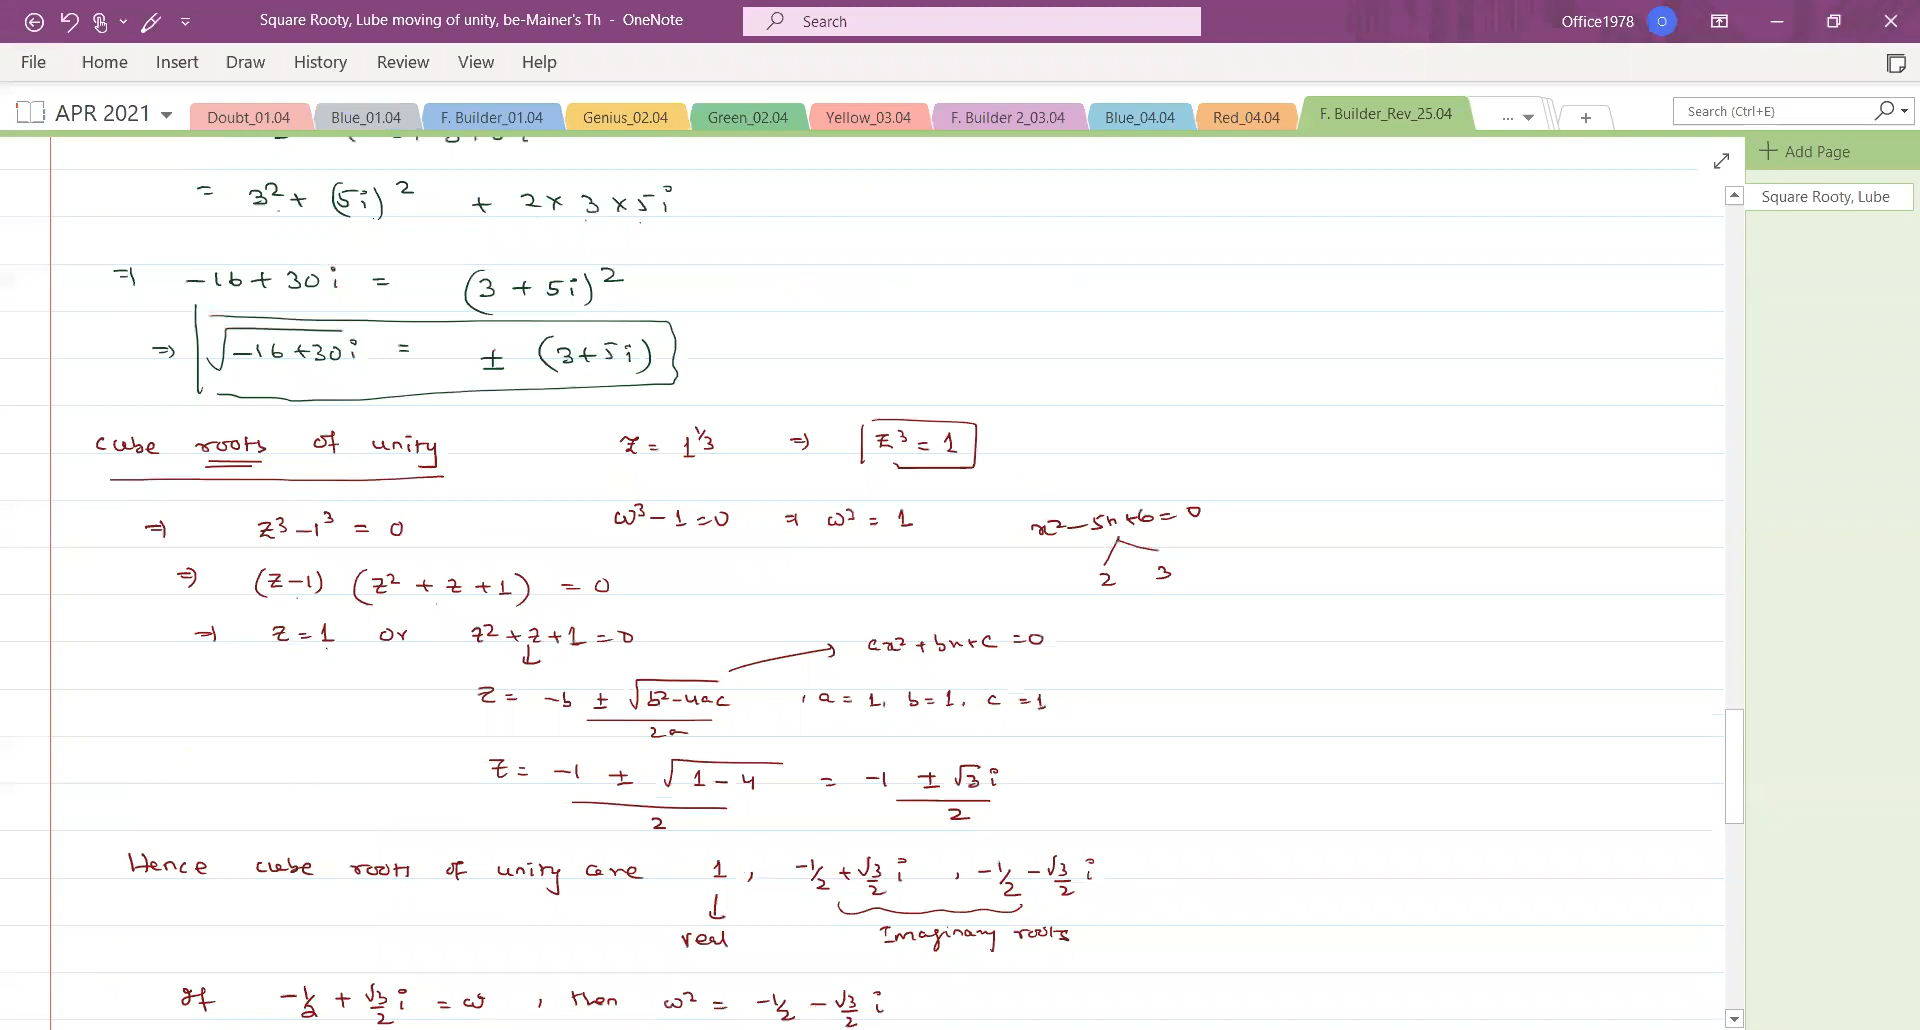 Square Rooty, Lube moving of unity, be-Mainer's Th - OneNote
Search
Office1978
O
File Home Insert Draw History Review View Help
APR 2021
Doubt_01.04 Blue_01.04 F. Builder_01.04 Genius_02.04 Green_02.04 Yellow_03.04 F. Builder 2_03.04 Blue_04.04 Red_04.04 F. Builder_Rev_25.04 ...
Search (Ctrl+E)
Add Page
Square Rooty, Lube
= 3² + (5i)² + 2 × 3 × 5i
⇒ -16 + 30i = (3 + 5i)²
⇒ √-16 + 30i = ± (3 + 5i)
cube roots of unity z = 1^1/3 ⇒ z³ = 1
⇒ z³ - 1³ = 0 ω³ - 1 = 0 ⇒ ω³ = 1 x² - 5x + 6 = 0
⇒ (z - 1) (z² + z + 1) = 0 2 3
⇒ z = 1 or z² + z + 1 = 0 ax² + bx + c = 0
z = -b ± √b² - 4ac / 2a , a = 1, b = 1, c = 1
z = -1 ± √1 - 4 / 2 = -1 ± √3 i / 2
Hence cube roots of unity are 1, -1/2 + √3/2 i , -1/2 - √3/2 i
real Imaginary roots
If -1/2 + √3/2 i = ω , then ω² = -1/2 - √3/2 i